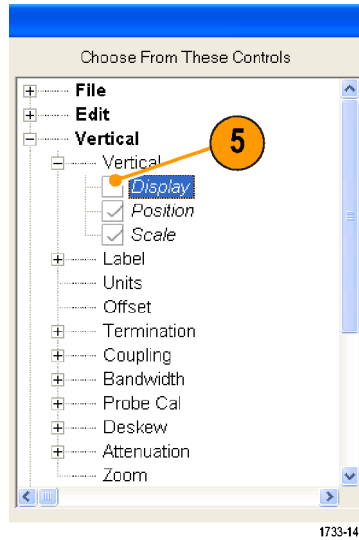 Choose From These Controls
File
Edit
Vertical
5
Vertical
Display
Position
Scale
Label
Units
Offset
Termination
Coupling
Bandwidth
Probe Cal
Deskew
Attenuation
Zoom
1733-14